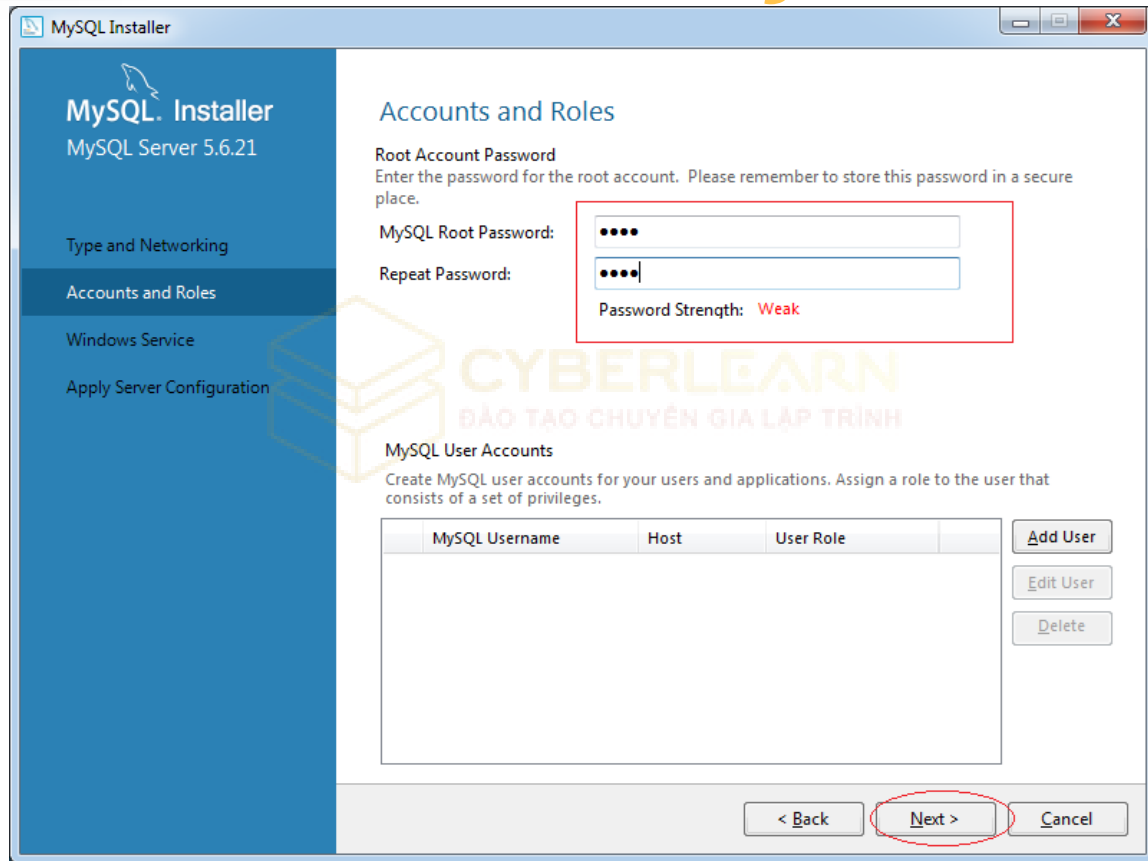 MySQL Installer
MySQL. Installer
MySQL Server 5.6.21
Type and Networking
Accounts and Roles
Windows Service
Apply Server Configuration
Accounts and Roles
Root Account Password
Enter the password for the root account. Please remember to store this password in a secure
place.
MySQL Root Password: ●●●●
Repeat Password: ●●●●
Password Strength: Weak
CYBERLEARN
ĐÀO TẠO CHUYÊN GIA LẬP TRÌNH
MySQL User Accounts
Create MySQL user accounts for your users and applications. Assign a role to the user that
consists of a set of privileges.
MySQL Username Host User Role
Add User
Edit User
Delete
< Back Next > Cancel